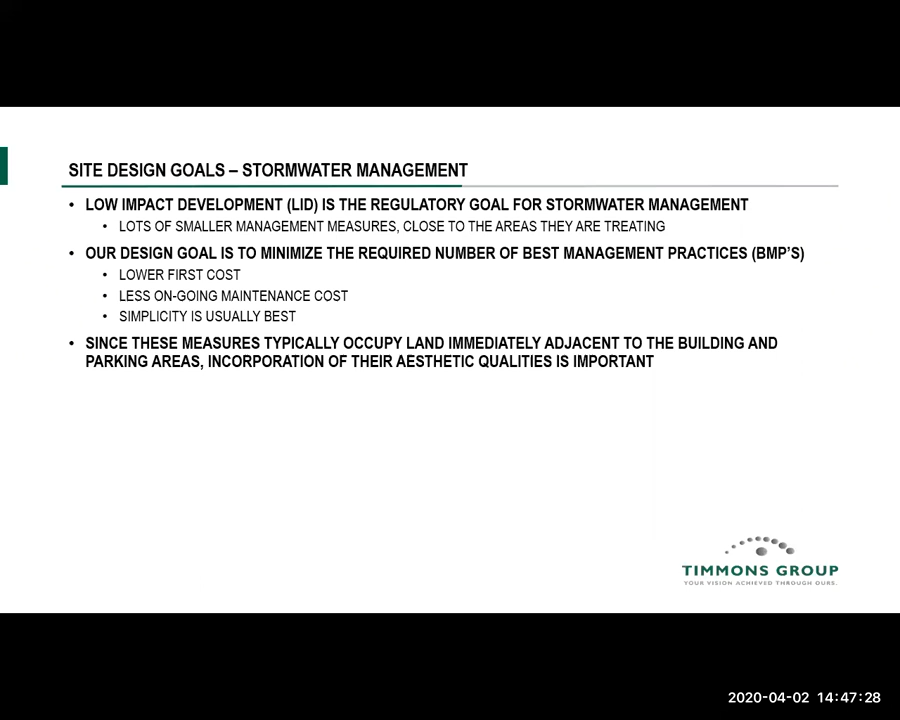 SITE DESIGN GOALS – STORMWATER MANAGEMENT
• LOW IMPACT DEVELOPMENT (LID) IS THE REGULATORY GOAL FOR STORMWATER MANAGEMENT
• LOTS OF SMALLER MANAGEMENT MEASURES, CLOSE TO THE AREAS THEY ARE TREATING
• OUR DESIGN GOAL IS TO MINIMIZE THE REQUIRED NUMBER OF BEST MANAGEMENT PRACTICES (BMP'S)
• LOWER FIRST COST
• LESS ON-GOING MAINTENANCE COST
• SIMPLICITY IS USUALLY BEST
• SINCE THESE MEASURES TYPICALLY OCCUPY LAND IMMEDIATELY ADJACENT TO THE BUILDING AND
PARKING AREAS, INCORPORATION OF THEIR AESTHETIC QUALITIES IS IMPORTANT
TIMMONS GROUP
YOUR VISION ACHIEVED THROUGH OURS.
2020-04-02 14:47:28